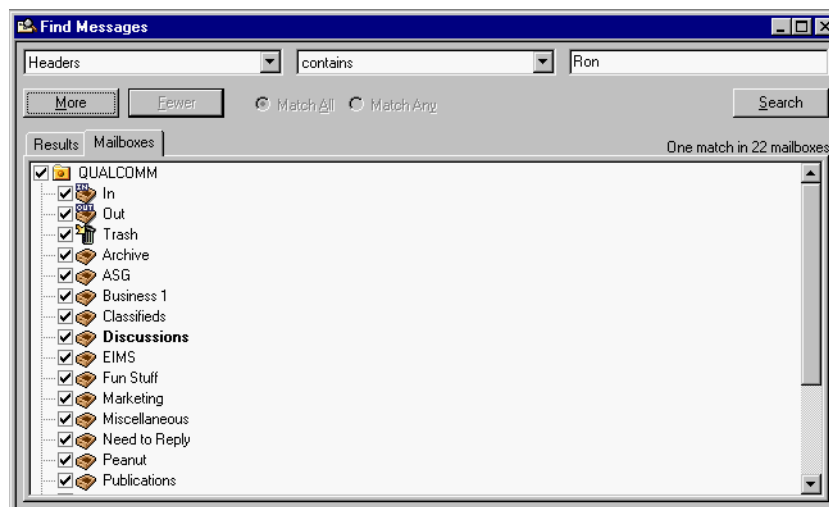 Find Messages
Headers contains Ron
More Fewer Match All Match Any Search
Results Mailboxes One match in 22 mailboxes
QUALCOMM
IN In
OUT Out
Trash
Archive
ASG
Business 1
Classifieds
Discussions
EIMS
Fun Stuff
Marketing
Miscellaneous
Need to Reply
Peanut
Publications